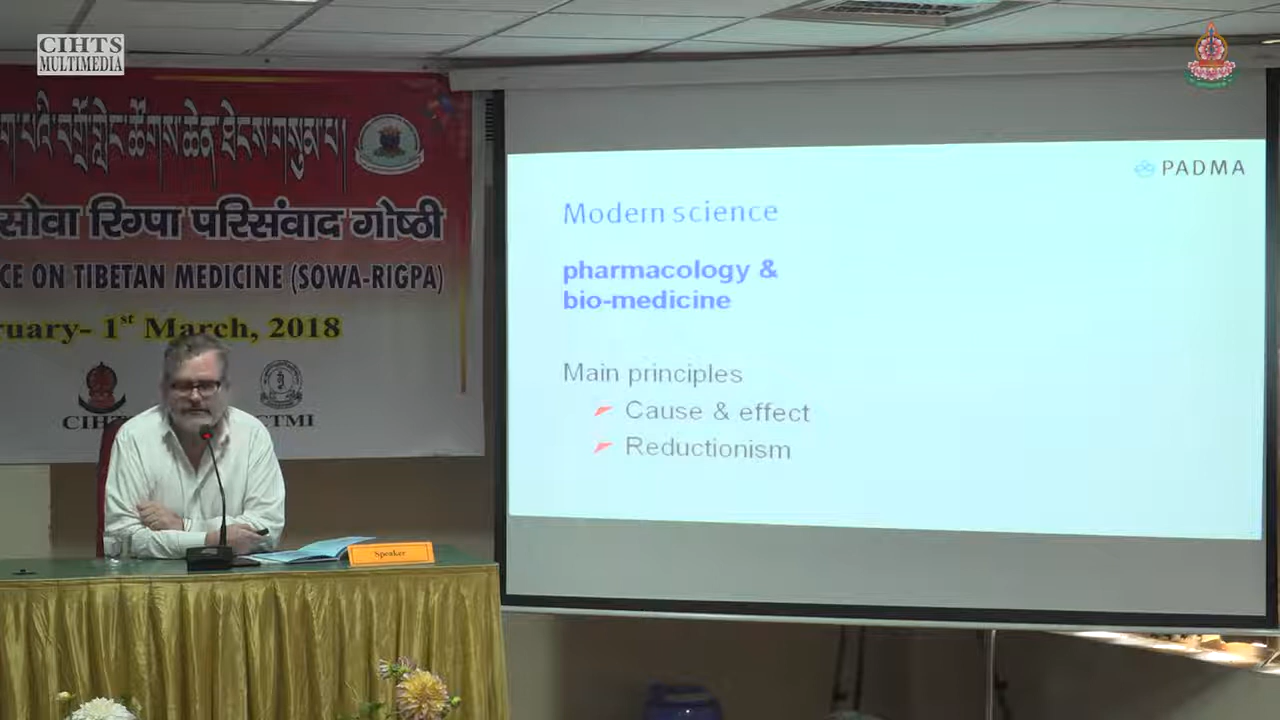 CIHTS
MULTIMEDIA
སོवा रिग्पा परिसंवाद गोष्ठी
CE ON TIBETAN MEDICINE (SOWA-RIGPA)
ruary- 1st March, 2018
CIHTS
CTMI
Speaker
PADMA
Modern science
pharmacology &
bio-medicine
Main principles
Cause & effect
Reductionism